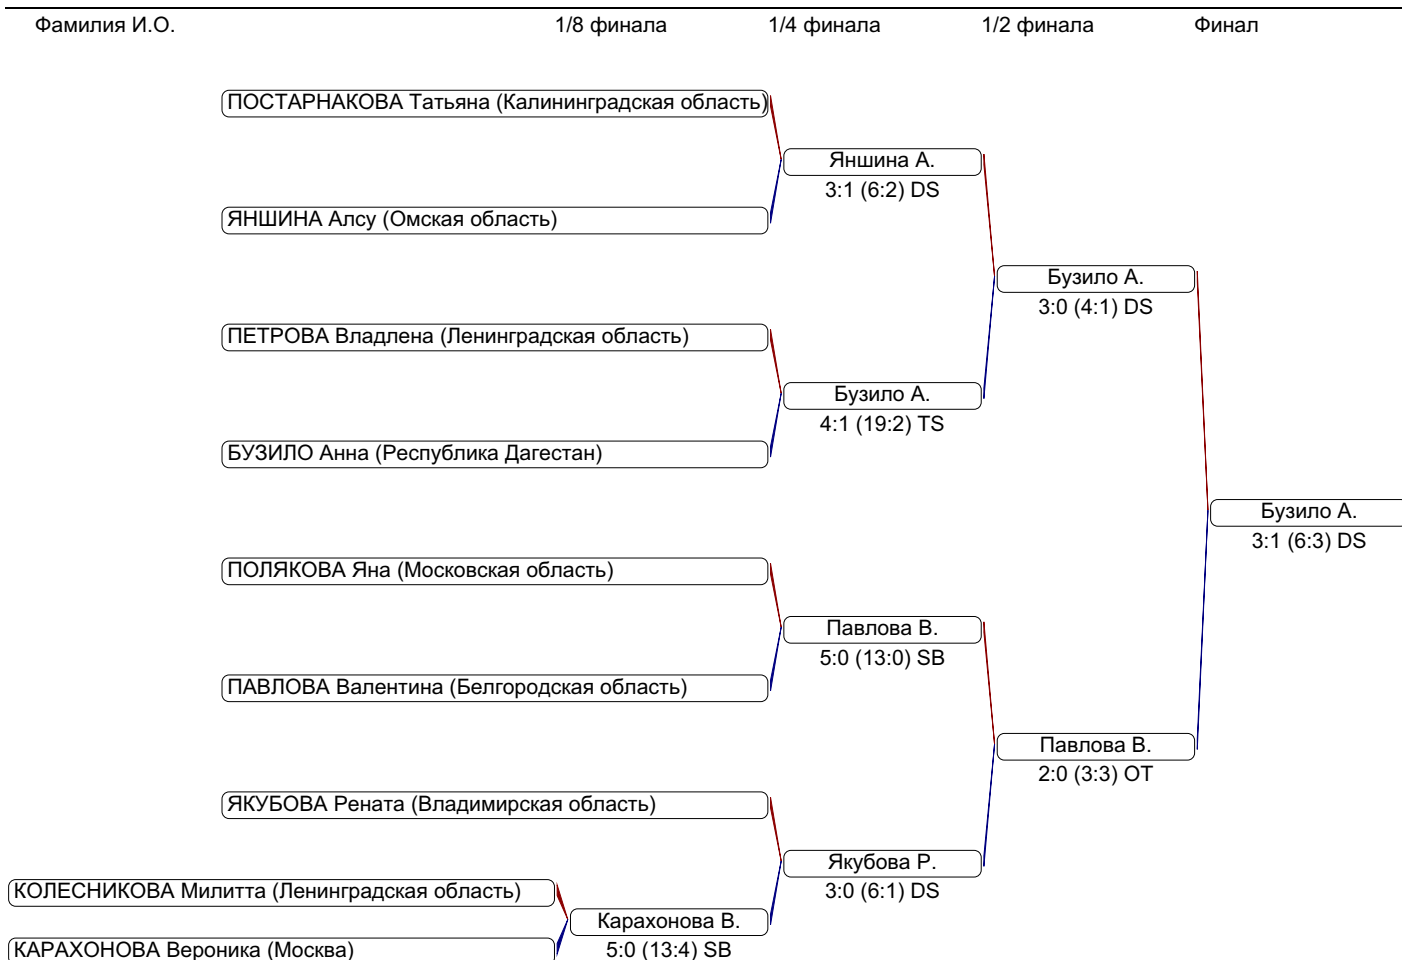 Фамилия И.О. 1/8 финала 1/4 финала 1/2 финала Финал
ПОСТАРНАКОВА Татьяна (Калининградская область)
Яншина А.
3:1 (6:2) DS
ЯНШИНА Алсу (Омская область)
Бузило А.
3:0 (4:1) DS
ПЕТРОВА Владлена (Ленинградская область)
Бузило А.
4:1 (19:2) TS
БУЗИЛО Анна (Республика Дагестан)
Бузило А.
3:1 (6:3) DS
ПОЛЯКОВА Яна (Московская область)
Павлова В.
5:0 (13:0) SB
ПАВЛОВА Валентина (Белгородская область)
Павлова В.
2:0 (3:3) OT
ЯКУБОВА Рената (Владимирская область)
Якубова Р.
3:0 (6:1) DS
КОЛЕСНИКОВА Милитта (Ленинградская область)
Карахонова В.
5:0 (13:4) SB
КАРАХОНОВА Вероника (Москва)